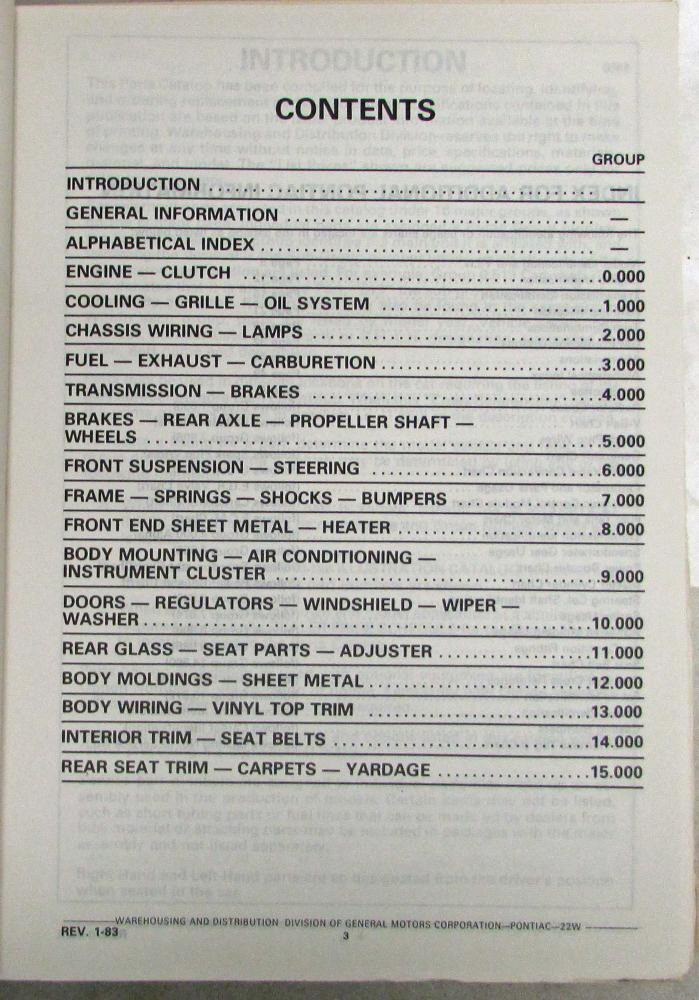 CONTENTS
GROUP
INTRODUCTION .......... —
GENERAL INFORMATION .......... —
ALPHABETICAL INDEX .......... —
ENGINE — CLUTCH .......... 0.000
COOLING — GRILLE — OIL SYSTEM .......... 1.000
CHASSIS WIRING — LAMPS .......... 2.000
FUEL — EXHAUST — CARBURETION .......... 3.000
TRANSMISSION — BRAKES .......... 4.000
BRAKES — REAR AXLE — PROPELLER SHAFT —
WHEELS .......... 5.000
FRONT SUSPENSION — STEERING .......... 6.000
FRAME — SPRINGS — SHOCKS — BUMPERS .......... 7.000
FRONT END SHEET METAL — HEATER .......... 8.000
BODY MOUNTING — AIR CONDITIONING —
INSTRUMENT CLUSTER .......... 9.000
DOORS — REGULATORS — WINDSHIELD — WIPER —
WASHER .......... 10.000
REAR GLASS — SEAT PARTS — ADJUSTER .......... 11.000
BODY MOLDINGS — SHEET METAL .......... 12.000
BODY WIRING — VINYL TOP TRIM .......... 13.000
INTERIOR TRIM — SEAT BELTS .......... 14.000
REAR SEAT TRIM — CARPETS — YARDAGE .......... 15.000
WAREHOUSING AND DISTRIBUTION DIVISION OF GENERAL MOTORS CORPORATION—PONTIAC—22W
REV. 1-83
3